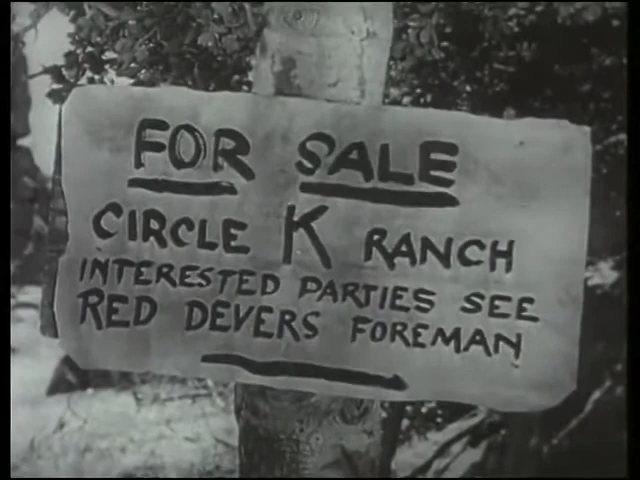 FOR SALE
CIRCLE K RANCH
INTERESTED PARTIES SEE
RED DEVERS FOREMAN